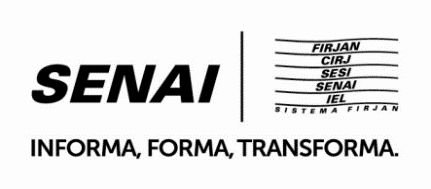 SENAI
FIRJAN
CIRJ
SESI
SENAI
IEL
SISTEMA FIRJAN
INFORMA, FORMA, TRANSFORMA.